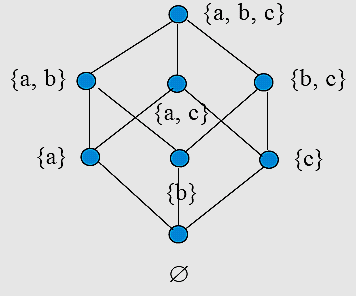 {a, b, c}
{a, b}
{b, c}
{a, c}
{a}
{c}
{b}
∅